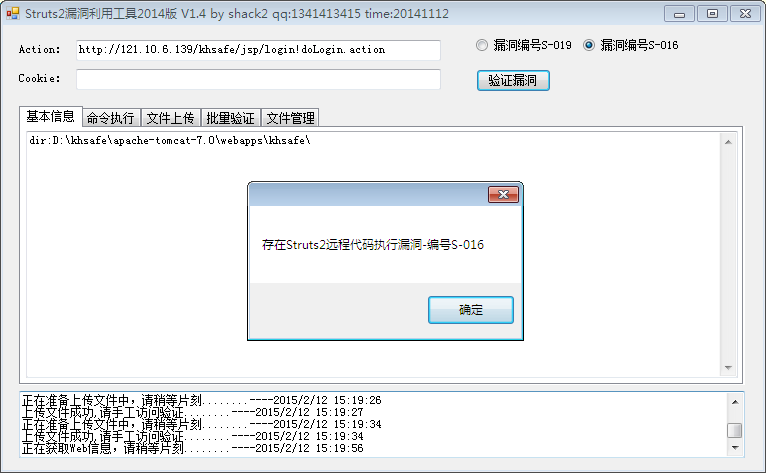 Struts2漏洞利用工具2014版 V1.4 by shack2 qq:1341413415 time:20141112
Action: http://121.10.6.139/khsafe/jsp/login!doLogin.action 漏洞编号S-019 漏洞编号S-016
Cookie: 验证漏洞
基本信息 命令执行 文件上传 批量验证 文件管理
dir:D:\khsafe\apache-tomcat-7.0\webapps\khsafe\
存在Struts2远程代码执行漏洞-编号S-016
确定
正在准备上传文件中，请稍等片刻........----2015/2/12 15:19:26
上传文件成功,请手工访问验证........----2015/2/12 15:19:27
正在准备上传文件中，请稍等片刻........----2015/2/12 15:19:34
上传文件成功,请手工访问验证........----2015/2/12 15:19:34
正在获取Web信息，请稍等片刻........----2015/2/12 15:19:56